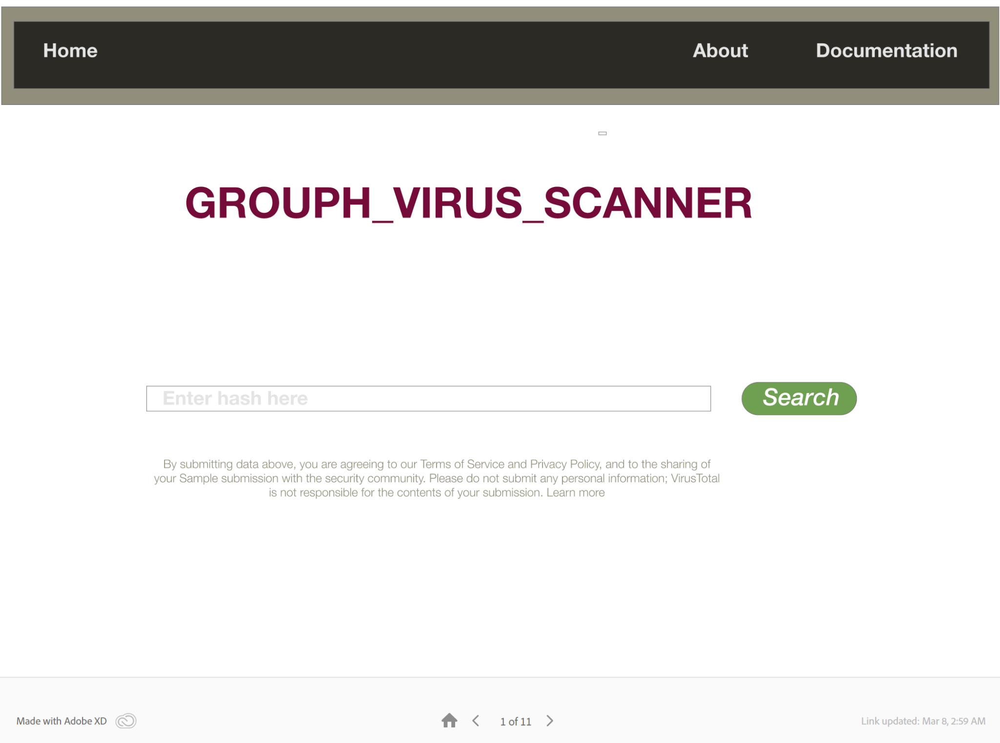 Home About Documentation
GROUPH_VIRUS_SCANNER
Enter hash here Search
By submitting data above, you are agreeing to our Terms of Service and Privacy Policy, and to the sharing of
your Sample submission with the security community. Please do not submit any personal information; VirusTotal
is not responsible for the contents of your submission. Learn more
Made with Adobe XD 1 of 11 Link updated: Mar 8, 2:59 AM